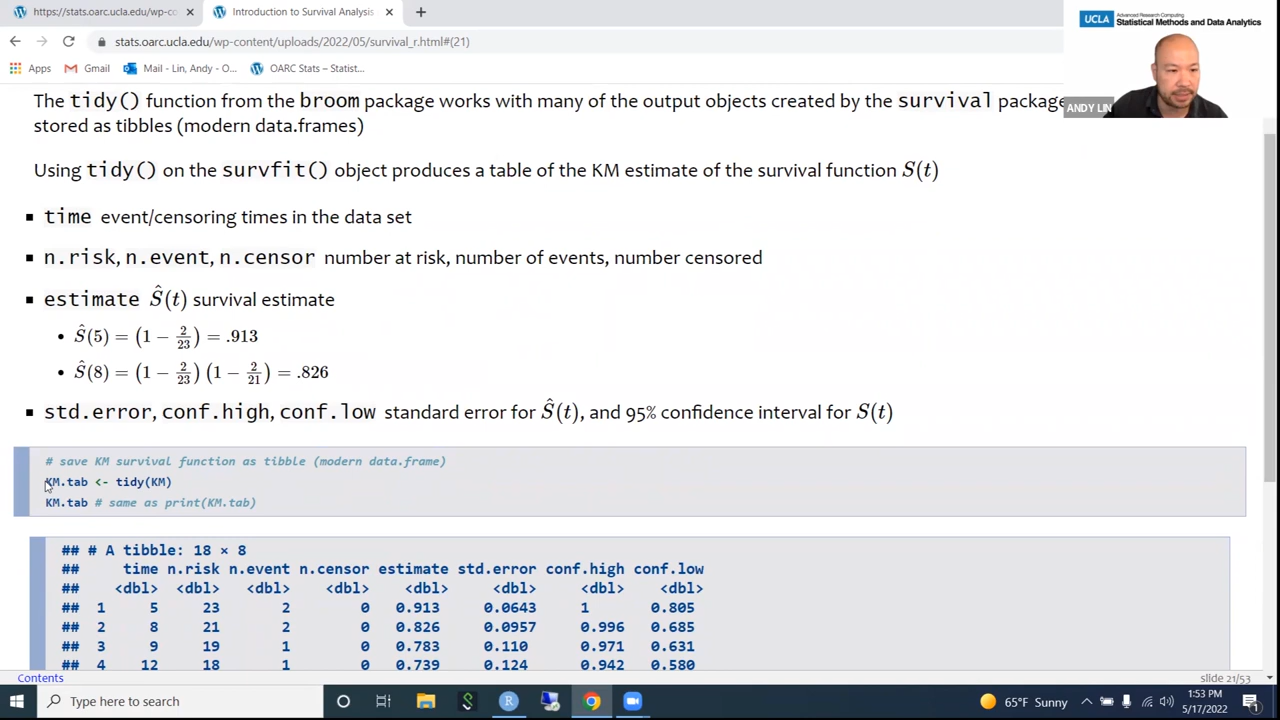 https://stats.oarc.ucla.edu/wp-co
Introduction to Survival Analysis
stats.oarc.ucla.edu/wp-content/uploads/2022/05/survival_r.html#(21)
Apps
Gmail
Mail - Lin, Andy - O...
OARC Stats – Statist...
UCLA
Advanced Research Computing
Statistical Methods and Data Analytics
ANDY LIN
The tidy() function from the broom package works with many of the output objects created by the survival package
stored as tibbles (modern data.frames)
Using tidy() on the survfit() object produces a table of the KM estimate of the survival function S(t)
▪ time event/censoring times in the data set
▪ n.risk, n.event, n.censor number at risk, number of events, number censored
▪ estimate Ŝ(t) survival estimate
• Ŝ(5) = (1 − 2/23) = .913
• Ŝ(8) = (1 − 2/23)(1 − 2/21) = .826
▪ std.error, conf.high, conf.low standard error for Ŝ(t), and 95% confidence interval for S(t)
# save KM survival function as tibble (modern data.frame)
KM.tab <- tidy(KM)
KM.tab # same as print(KM.tab)
## # A tibble: 18 × 8
## time n.risk n.event n.censor estimate std.error conf.high conf.low
## <dbl> <dbl> <dbl> <dbl> <dbl> <dbl> <dbl> <dbl>
## 1 5 23 2 0 0.913 0.0643 1 0.805
## 2 8 21 2 0 0.826 0.0957 0.996 0.685
## 3 9 19 1 0 0.783 0.110 0.971 0.631
## 4 12 18 1 0 0.739 0.124 0.942 0.580
Contents
slide 21/53
Type here to search
65°F Sunny
1:53 PM
5/17/2022